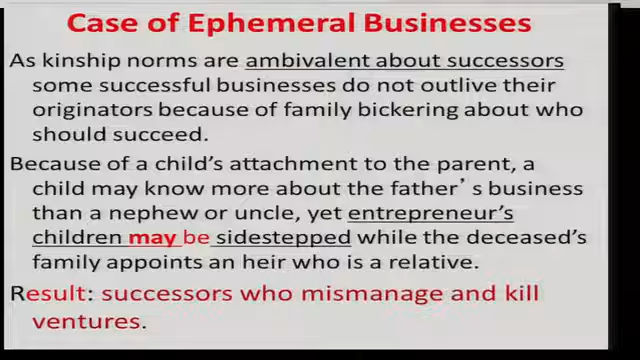 Case of Ephemeral Businesses
As kinship norms are ambivalent about successors
some successful businesses do not outlive their
originators because of family bickering about who
should succeed.
Because of a child's attachment to the parent, a
child may know more about the father's business
than a nephew or uncle, yet entrepreneur's
children may be sidestepped while the deceased's
family appoints an heir who is a relative.
Result: successors who mismanage and kill
ventures.